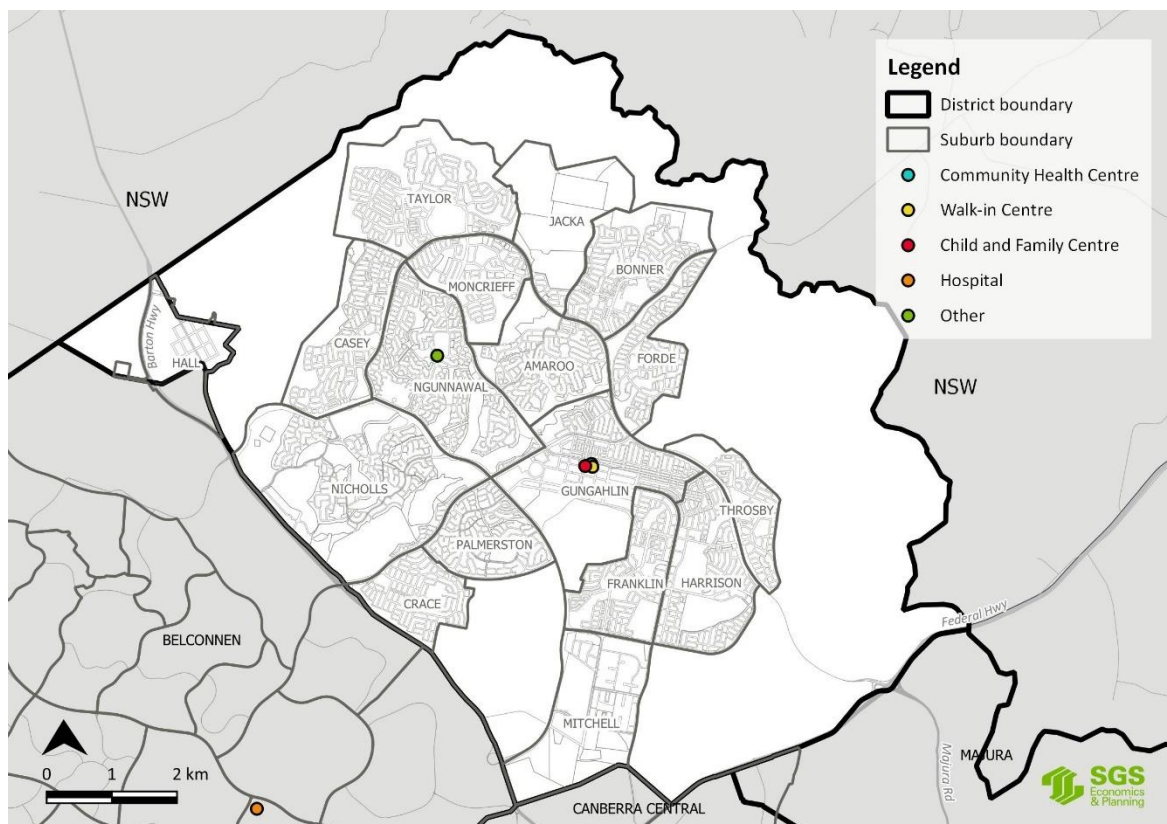 Legend
District boundary
Suburb boundary
Community Health Centre
Walk-in Centre
Child and Family Centre
Hospital
Other
NSW
TAYLOR
JACKA
BONNER
MONCRIEFF
Barton Hwy
HALL
CASEY
AMAROO
FORDE
NGUNNAWAL
NSW
NICHOLLS
GUNGAHLIN
THROSBY
PALMERSTON
FRANKLIN
HARRISON
CRACE
Federal Hwy
BELCONNEN
MITCHELL
MAJURA
Majura Rd
0 1 2 km
CANBERRA CENTRAL
SGS
Economics
& Planning